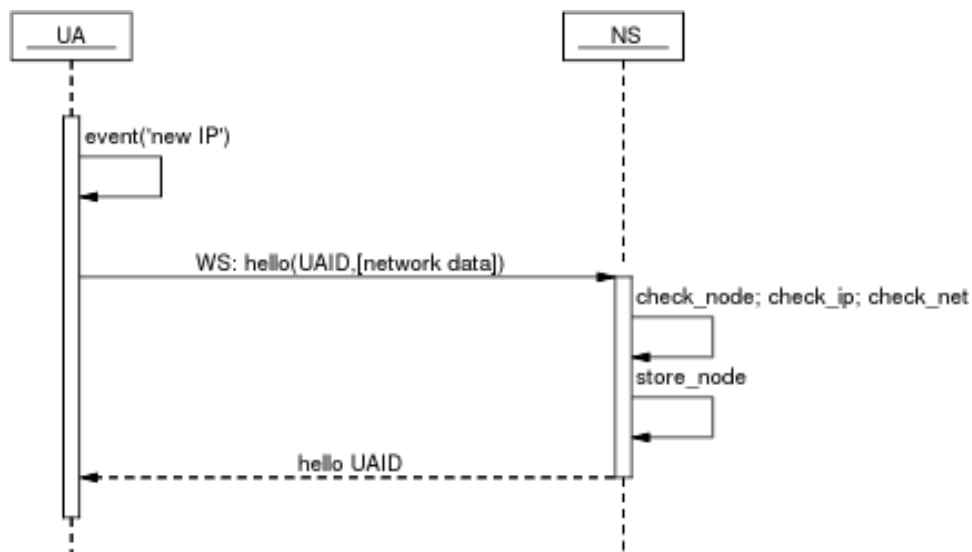 UA
NS
event('new IP')
WS: hello(UAID,[network data])
check_node; check_ip; check_net
store_node
hello UAID